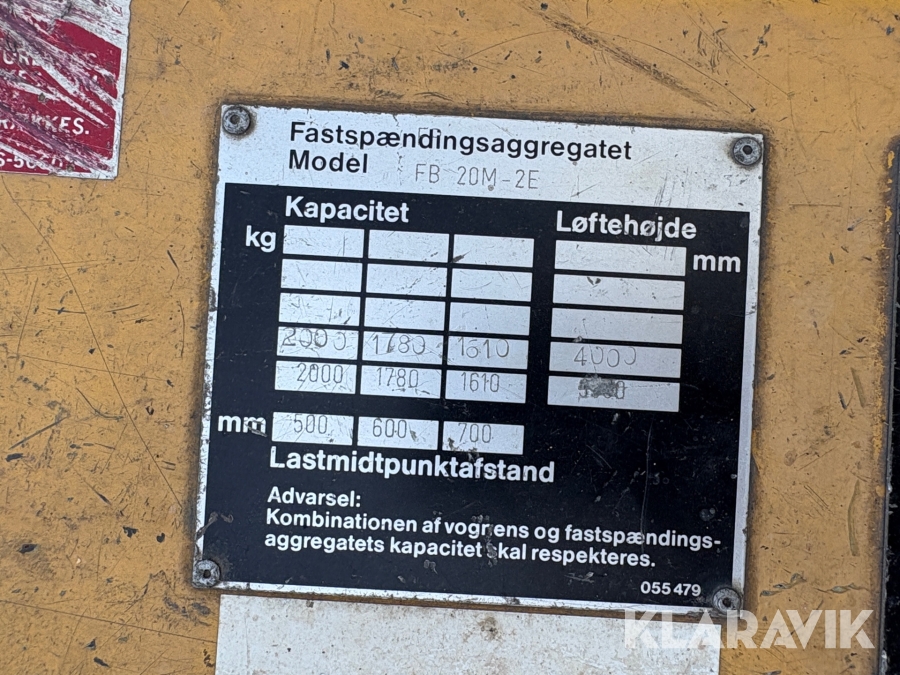 KKES.
Fastspændingsaggregatet
Model FB 20M-2E
Kapacitet Løftehøjde
kg mm
2000 1780 1610 4000
2000 1780 1610
mm 500 600 700
Lastmidtpunktafstand
Advarsel:
Kombinationen af vognens og fastspændings-
aggregatets kapacitet skal respekteres.
055479
KLARAVIK